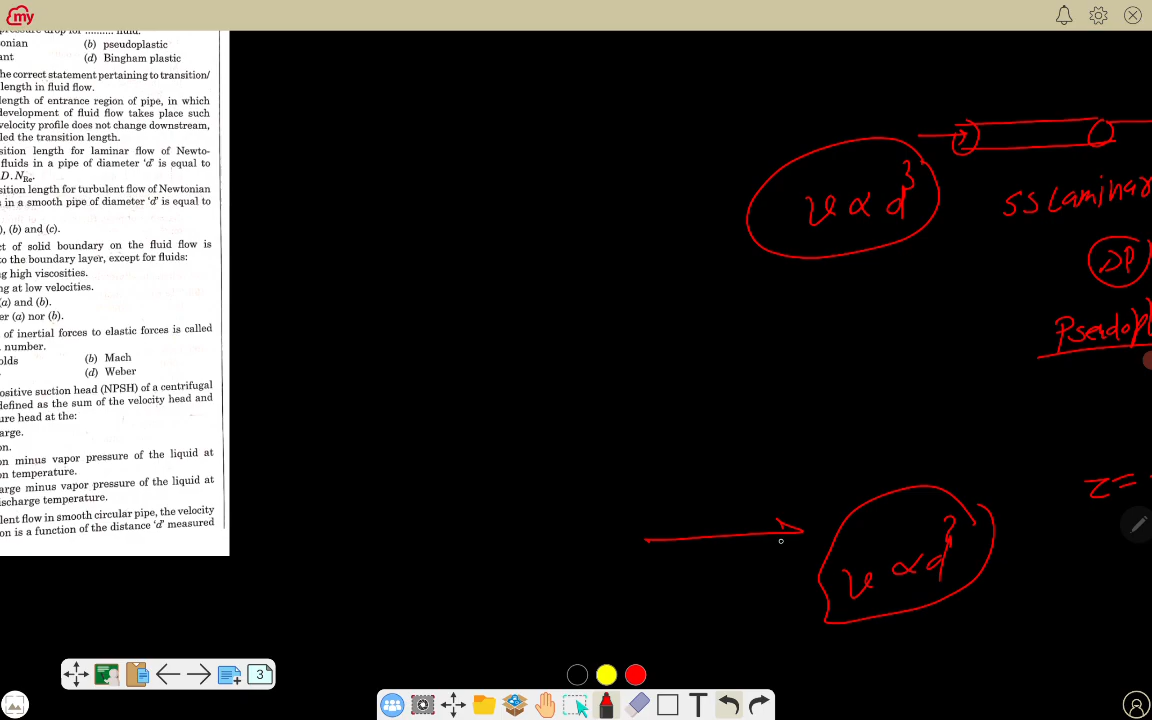 my
pressure drop for .......... fluid.
onian (b) pseudoplastic
ant (d) Bingham plastic
he correct statement pertaining to transition/
length in fluid flow.
length of entrance region of pipe, in which
development of fluid flow takes place such
velocity profile does not change downstream,
led the transition length.
sition length for laminar flow of Newto-
fluids in a pipe of diameter 'd' is equal to
D.NRe.
sition length for turbulent flow of Newtonian
s in a smooth pipe of diameter 'd' is equal to
), (b) and (c).
ct of solid boundary on the fluid flow is
to the boundary layer, except for fluids:
ng high viscosities.
ng at low velocities.
(a) and (b).
er (a) nor (b).
of inertial forces to elastic forces is called
number.
olds (b) Mach
(d) Weber
ositive suction head (NPSH) of a centrifugal
defined as the sum of the velocity head and
ure head at the:
arge.
on.
on minus vapor pressure of the liquid at
on temperature.
arge minus vapor pressure of the liquid at
ischarge temperature.
lent flow in smooth circular pipe, the velocity
on is a function of the distance 'd' measured
v ∝ d³
SS Laminar
ΔP
Pseudopl
τ =
v ∝ d
3
T